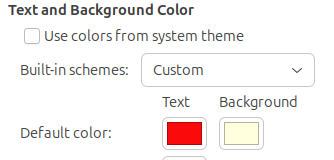 Text and Background Color
Use colors from system theme
Built-in schemes: Custom
Text Background
Default color: